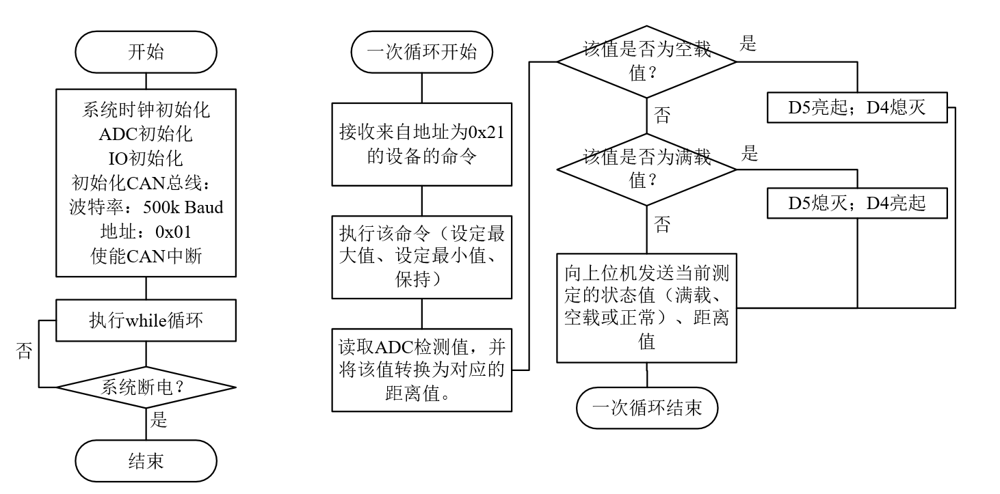 开始
系统时钟初始化
ADC初始化
IO初始化
初始化CAN总线：
波特率：500k Baud
地址：0x01
使能CAN中断
执行while循环
否
系统断电？
是
结束
一次循环开始
接收来自地址为0x21
的设备的命令
执行该命令（设定最
大值、设定最小值、
保持）
读取ADC检测值，并
将该值转换为对应的
距离值。
该值是否为空载
值？
是
D5亮起；D4熄灭
否
该值是否为满载
值？
是
D5熄灭；D4亮起
否
向上位机发送当前测
定的状态值（满载、
空载或正常）、距离
值
一次循环结束